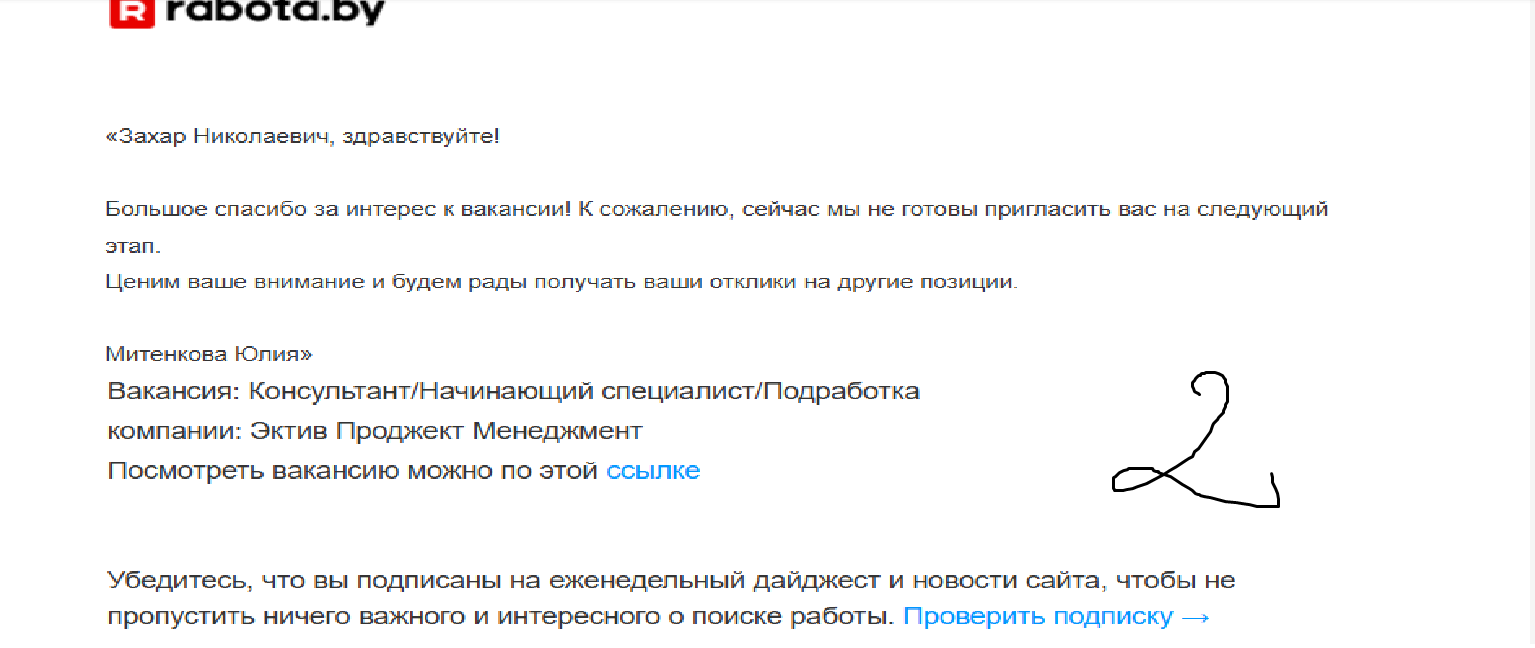 R rabota.by
«Захар Николаевич, здравствуйте!
Большое спасибо за интерес к вакансии! К сожалению, сейчас мы не готовы пригласить вас на следующий
этап.
Ценим ваше внимание и будем рады получать ваши отклики на другие позиции.
Митенкова Юлия»
Вакансия: Консультант/Начинающий специалист/Подработка
компании: Эктив Проджект Менеджмент
Посмотреть вакансию можно по этой ссылке
2
Убедитесь, что вы подписаны на еженедельный дайджест и новости сайта, чтобы не
пропустить ничего важного и интересного о поиске работы. Проверить подписку →